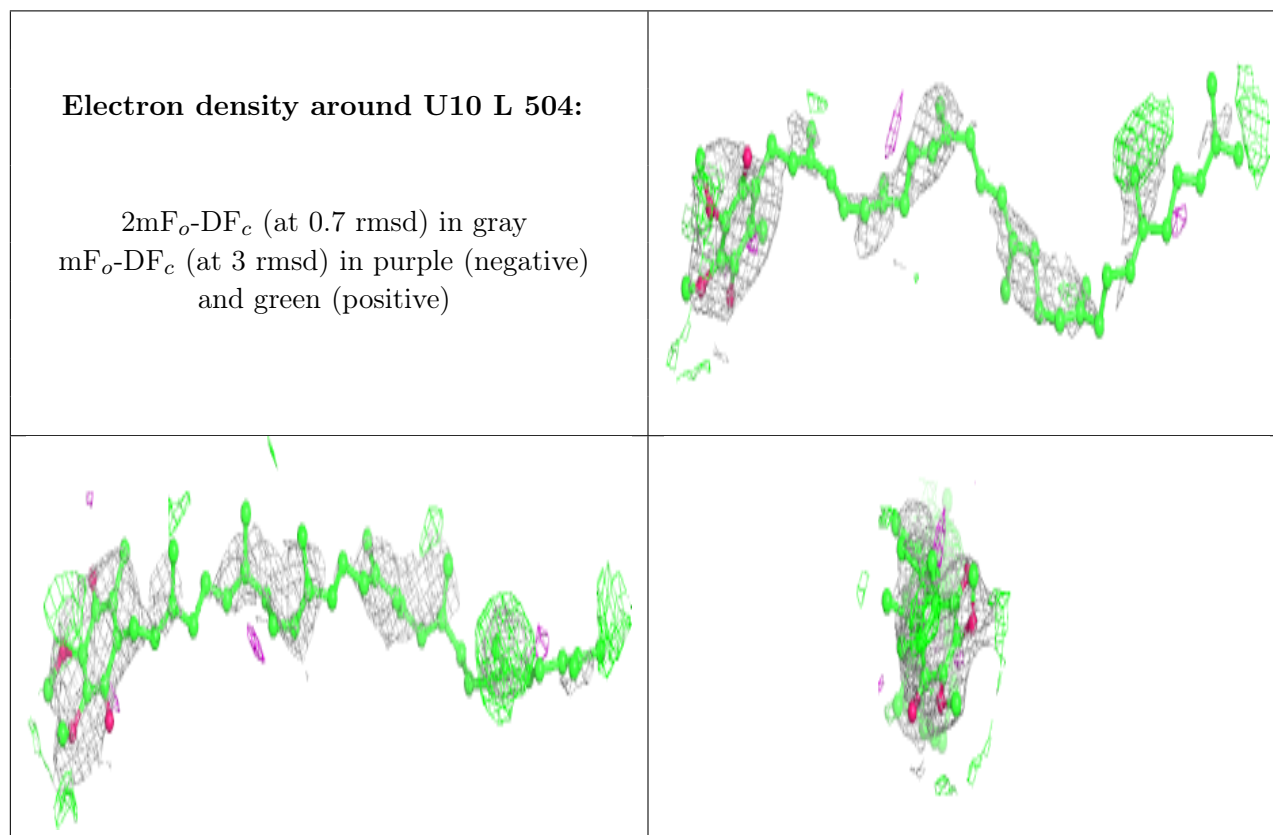 Electron density around U10 L 504:
2mFo-DFc (at 0.7 rmsd) in gray
mFo-DFc (at 3 rmsd) in purple (negative)
and green (positive)